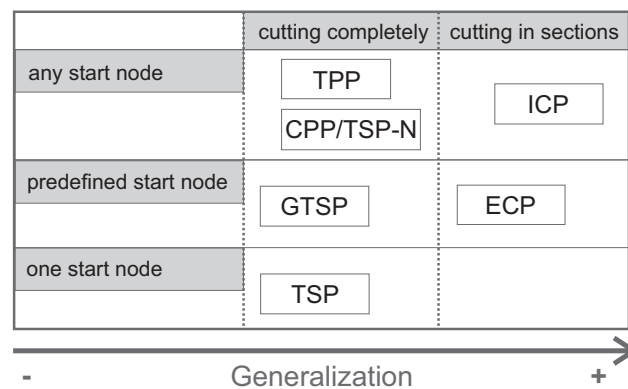 cutting completely cutting in sections
any start node
TPP
ICP
CPP/TSP-N
predefined start node
GTSP ECP
one start node
TSP
- Generalization +